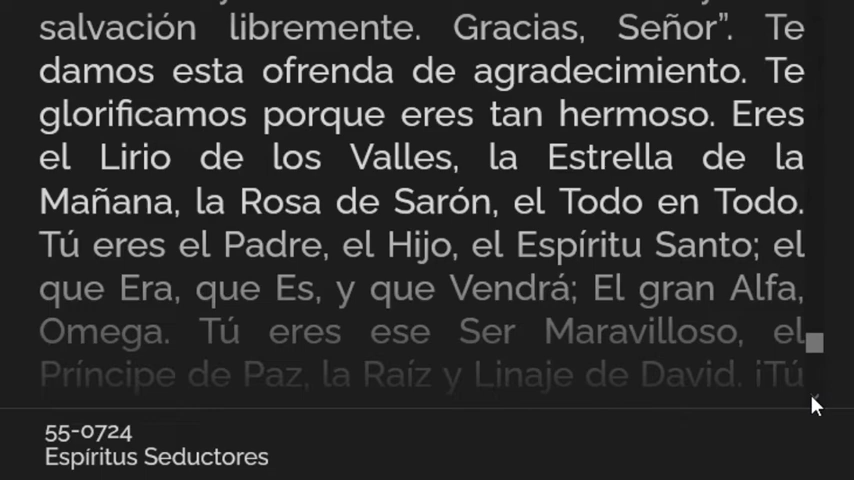 salvación libremente. Gracias, Señor”. Te
damos esta ofrenda de agradecimiento. Te
glorificamos porque eres tan hermoso. Eres
el Lirio de los Valles, la Estrella de la
Mañana, la Rosa de Sarón, el Todo en Todo.
Tú eres el Padre, el Hijo, el Espíritu Santo; el
que Era, que Es, y que Vendrá; El gran Alfa,
Omega. Tú eres ese Ser Maravilloso, el
Príncipe de Paz, la Raíz y Linaje de David. ¡Tú
55-0724
Espíritus Seductores